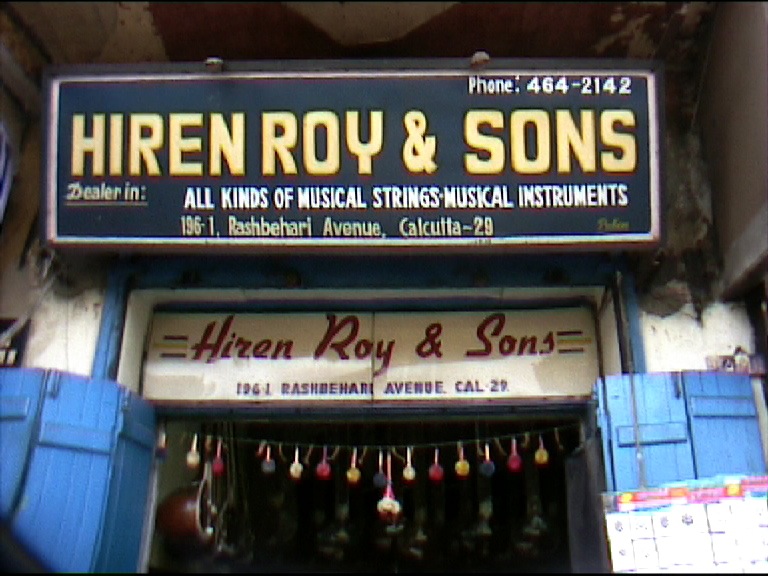 Phone: 464-2142
HIREN ROY & SONS
Dealer in:
ALL KINDS OF MUSICAL STRINGS-MUSICAL INSTRUMENTS
196-1, Rashbehari Avenue, Calcutta-29
Hiren Roy & Sons
196-1, RASHBEHARI AVENUE, CAL-29.